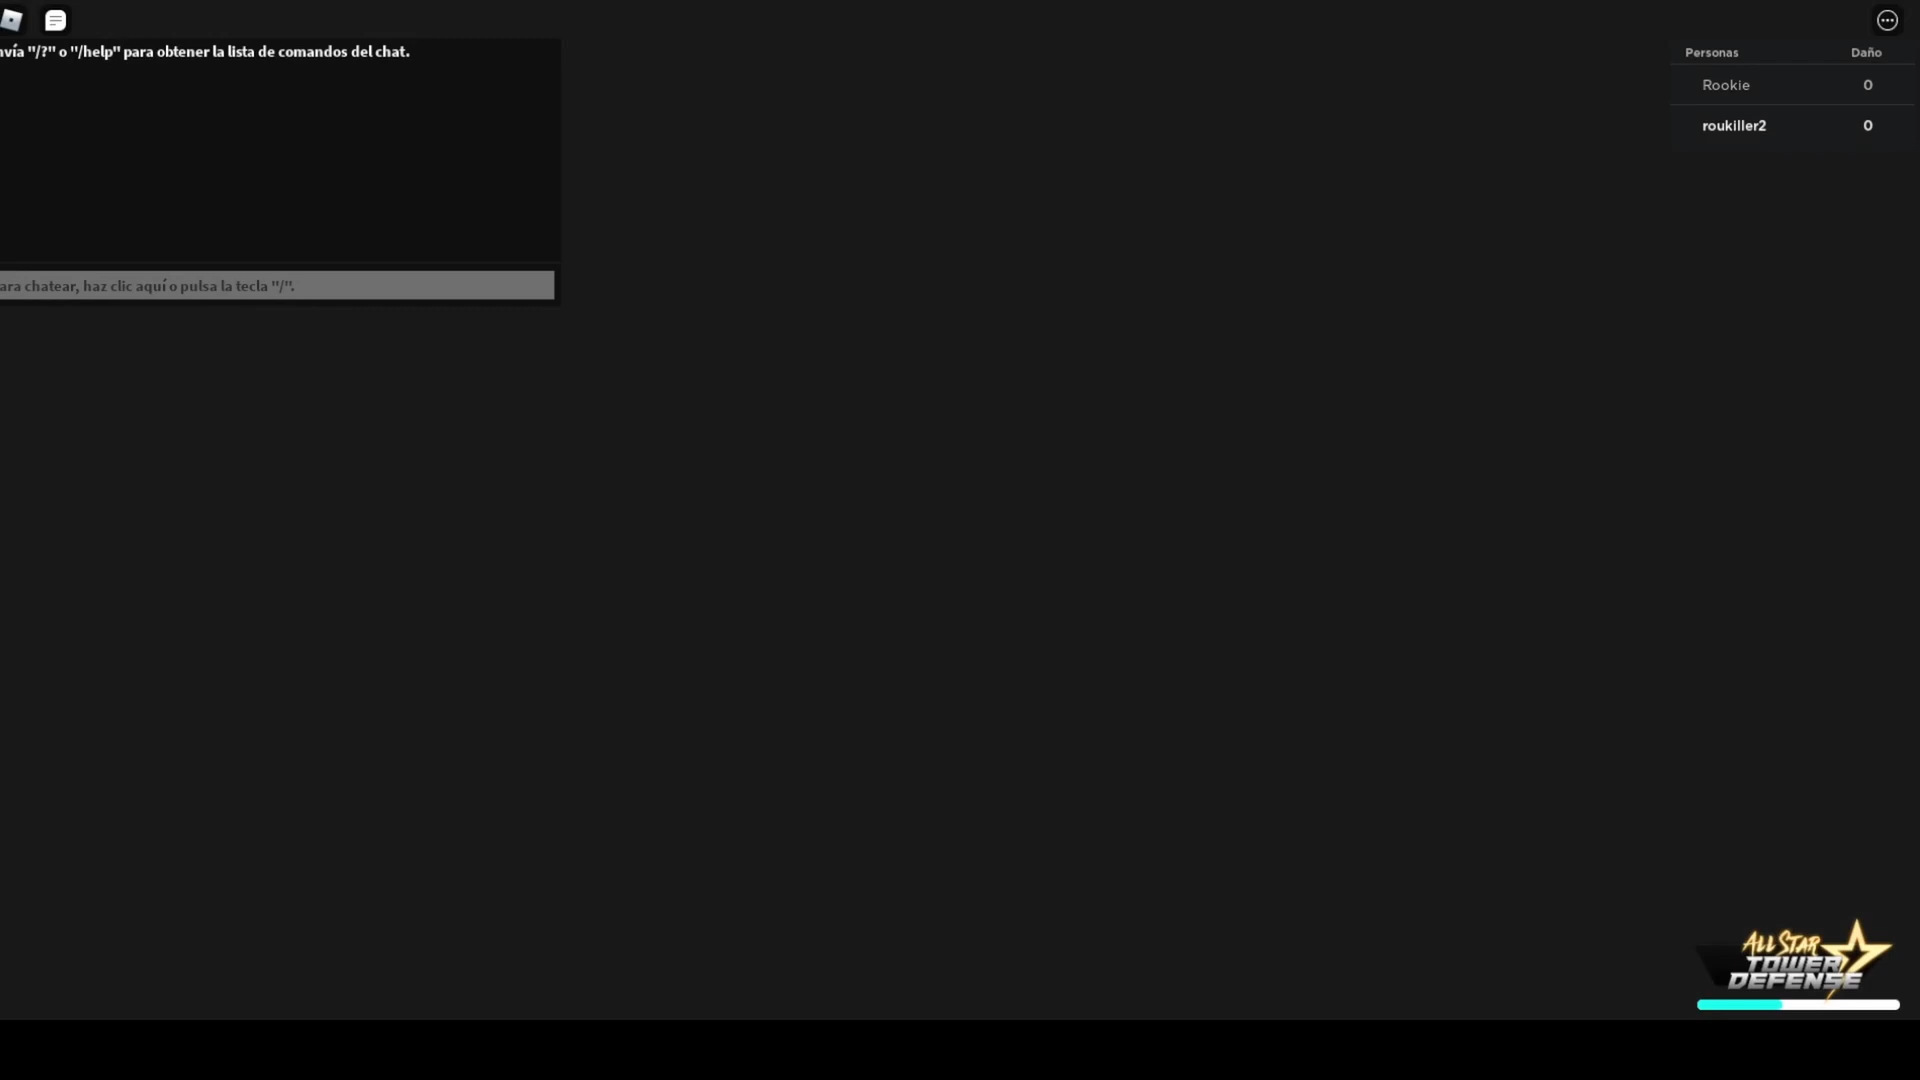 nvía "/?" o "/help" para obtener la lista de comandos del chat.
ara chatear, haz clic aquí o pulsa la tecla "/".
Personas Daño
Rookie 0
roukiller2 0
ALL STAR
TOWER
DEFENSE